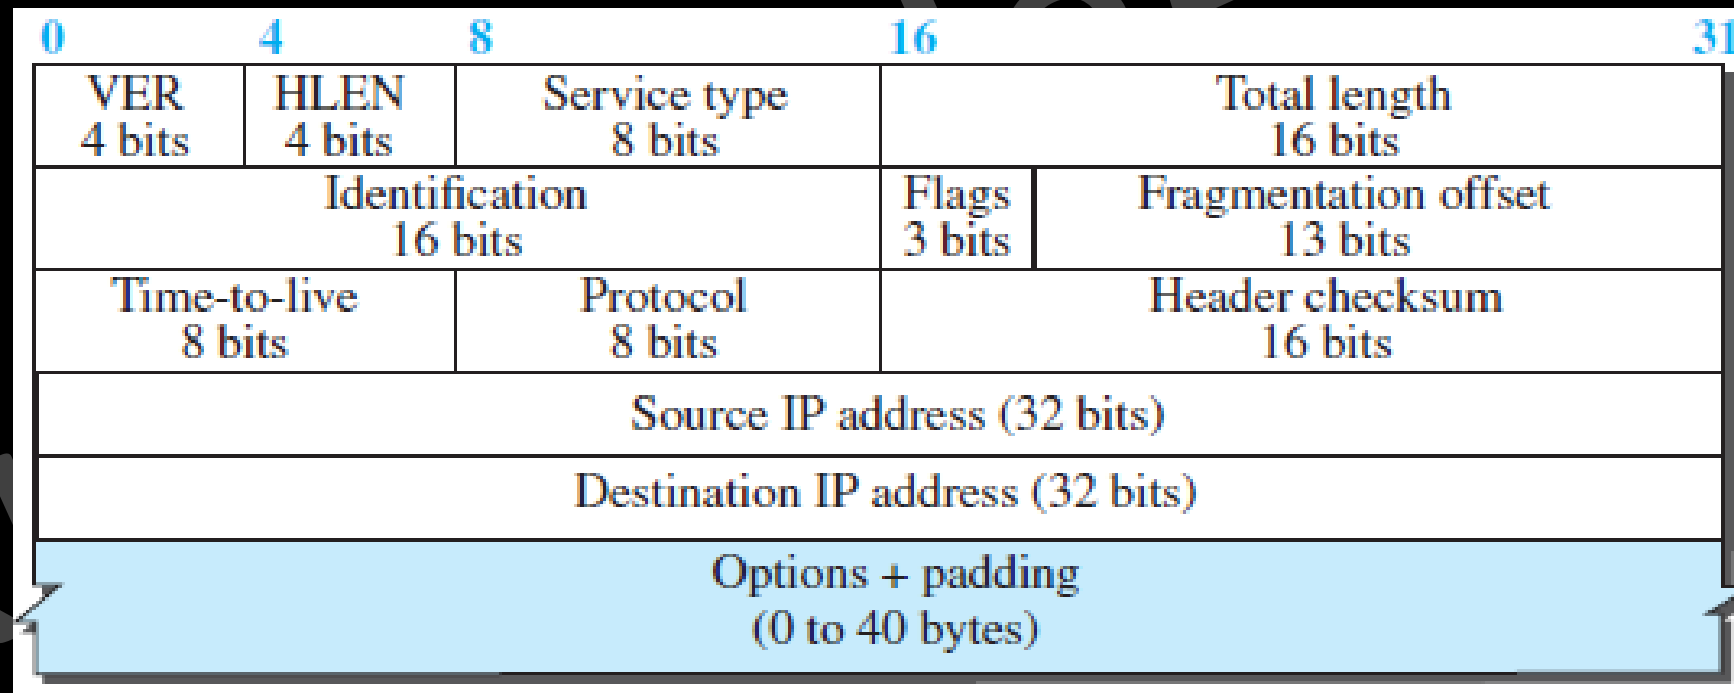 0 4 8 16 31
VER HLEN Service type Total length
4 bits 4 bits 8 bits 16 bits
Identification Flags Fragmentation offset
16 bits 3 bits 13 bits
Time-to-live Protocol Header checksum
8 bits 8 bits 16 bits
Source IP address (32 bits)
Destination IP address (32 bits)
Options + padding
(0 to 40 bytes)